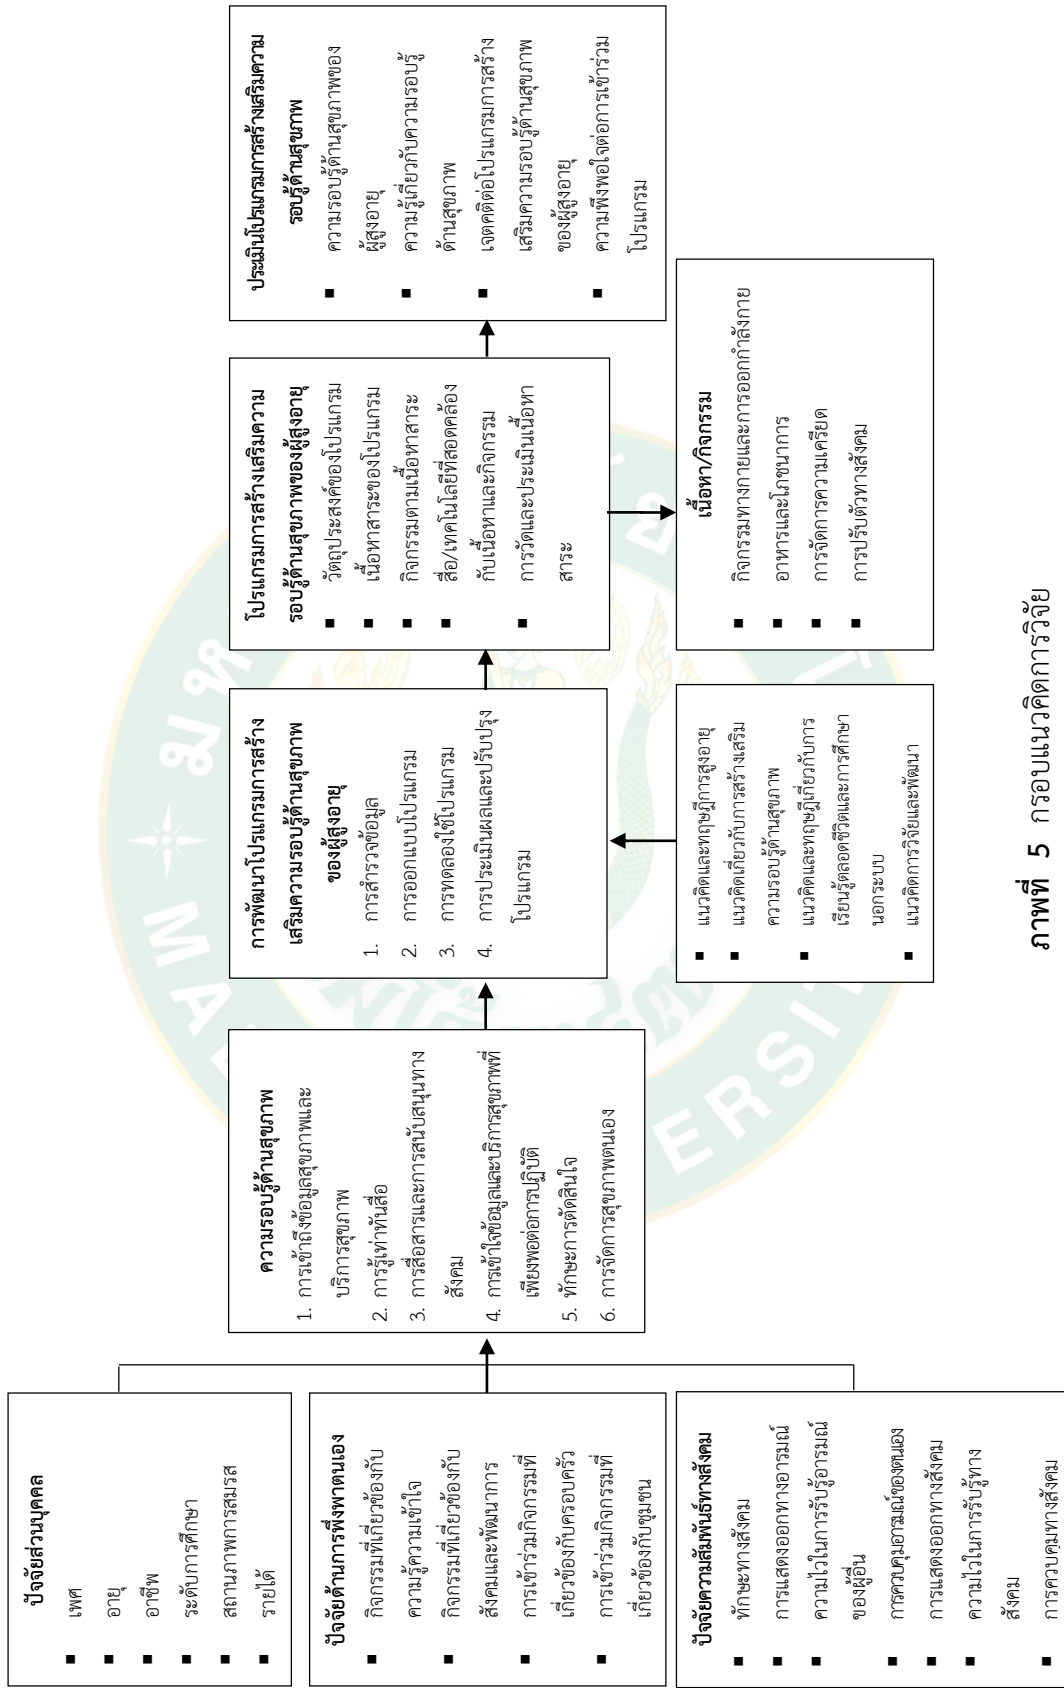 ปัจจัยส่วนบุคคล
▪ เพศ
▪ อายุ
▪ อาชีพ
▪ ระดับการศึกษา
▪ สถานภาพการสมรส
▪ รายได้
ปัจจัยด้านการพึ่งพาตนเอง
▪ กิจกรรมที่เกี่ยวข้องกับ
ความรู้ความเข้าใจ
▪ กิจกรรมที่เกี่ยวข้องกับ
สังคมและพัฒนาการ
▪ การเข้าร่วมกิจกรรมที่
เกี่ยวข้องกับครอบครัว
▪ การเข้าร่วมกิจกรรมที่
เกี่ยวข้องกับชุมชน
ปัจจัยความสัมพันธ์ทางสังคม
▪ ทักษะทางสังคม
▪ การแสดงออกทางอารมณ์
▪ ความไวในการรับรู้อารมณ์
ของผู้อื่น
▪ การควบคุมอารมณ์ของตนเอง
▪ การแสดงออกทางสังคม
▪ ความไวในการรับรู้ทาง
สังคม
▪ การควบคุมทางสังคม
ความรอบรู้ด้านสุขภาพ
1. การเข้าถึงข้อมูลสุขภาพและ
บริการสุขภาพ
2. การรู้เท่าทันสื่อ
3. การสื่อสารและการสนับสนุนทาง
สังคม
4. การเข้าใจข้อมูลและบริการสุขภาพที่
เพียงพอต่อการปฏิบัติ
5. ทักษะการตัดสินใจ
6. การจัดการสุขภาพตนเอง
การพัฒนาโปรแกรมการสร้าง
เสริมความรอบรู้ด้านสุขภาพ
ของผู้สูงอายุ
1. การสำรวจข้อมูล
2. การออกแบบโปรแกรม
3. การทดลองใช้โปรแกรม
4. การประเมินผลและปรับปรุง
โปรแกรม
▪ แนวคิดและทฤษฎีการสูงอายุ
▪ แนวคิดเกี่ยวกับการสร้างเสริม
ความรอบรู้ด้านสุขภาพ
▪ แนวคิดและทฤษฎีเกี่ยวกับการ
เรียนรู้ตลอดชีวิตและการศึกษา
นอกระบบ
▪ แนวคิดการวิจัยและพัฒนา
โปรแกรมการสร้างเสริมความ
รอบรู้ด้านสุขภาพของผู้สูงอายุ
▪ วัตถุประสงค์ของโปรแกรม
▪ เนื้อหาสาระของโปรแกรม
▪ กิจกรรมตามเนื้อหาสาระ
▪ สื่อ/เทคโนโลยีที่สอดคล้อง
กับเนื้อหาและกิจกรรม
▪ การวัดและประเมินเนื้อหา
สาระ
เนื้อหา/กิจกรรม
▪ กิจกรรมทางกายและการออกกำลังกาย
▪ อาหารและโภชนาการ
▪ การจัดการความเครียด
▪ การปรับตัวทางสังคม
ประเมินโปรแกรมการสร้างเสริมความ
รอบรู้ด้านสุขภาพ
▪ ความรอบรู้ด้านสุขภาพของ
ผู้สูงอายุ
▪ ความรู้เกี่ยวกับความรอบรู้
ด้านสุขภาพ
▪ เจตคติต่อโปรแกรมการสร้าง
เสริมความรอบรู้ด้านสุขภาพ
ของผู้สูงอายุ
▪ ความพึงพอใจต่อการเข้าร่วม
โปรแกรม
ภาพที่ 5 กรอบแนวคิดการวิจัย